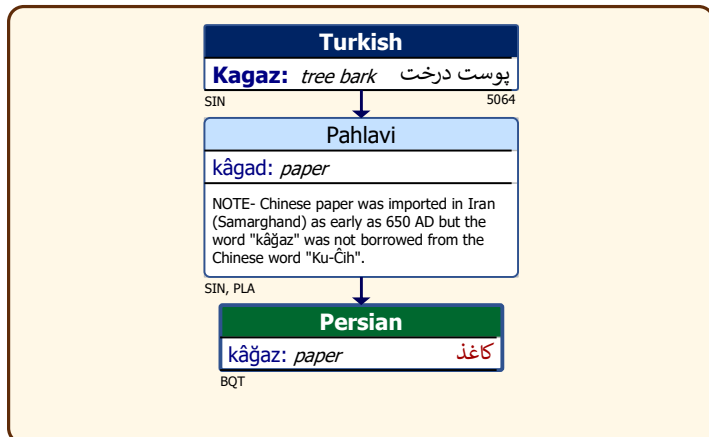 Turkish
Kagaz: tree bark پوست درخت
SIN 5064
Pahlavi
kâgad: paper
NOTE- Chinese paper was imported in Iran
(Samarghand) as early as 650 AD but the
word "kâğaz" was not borrowed from the
Chinese word "Ku-Ĉih".
SIN, PLA
Persian
kâğaz: paper کاغذ
BQT